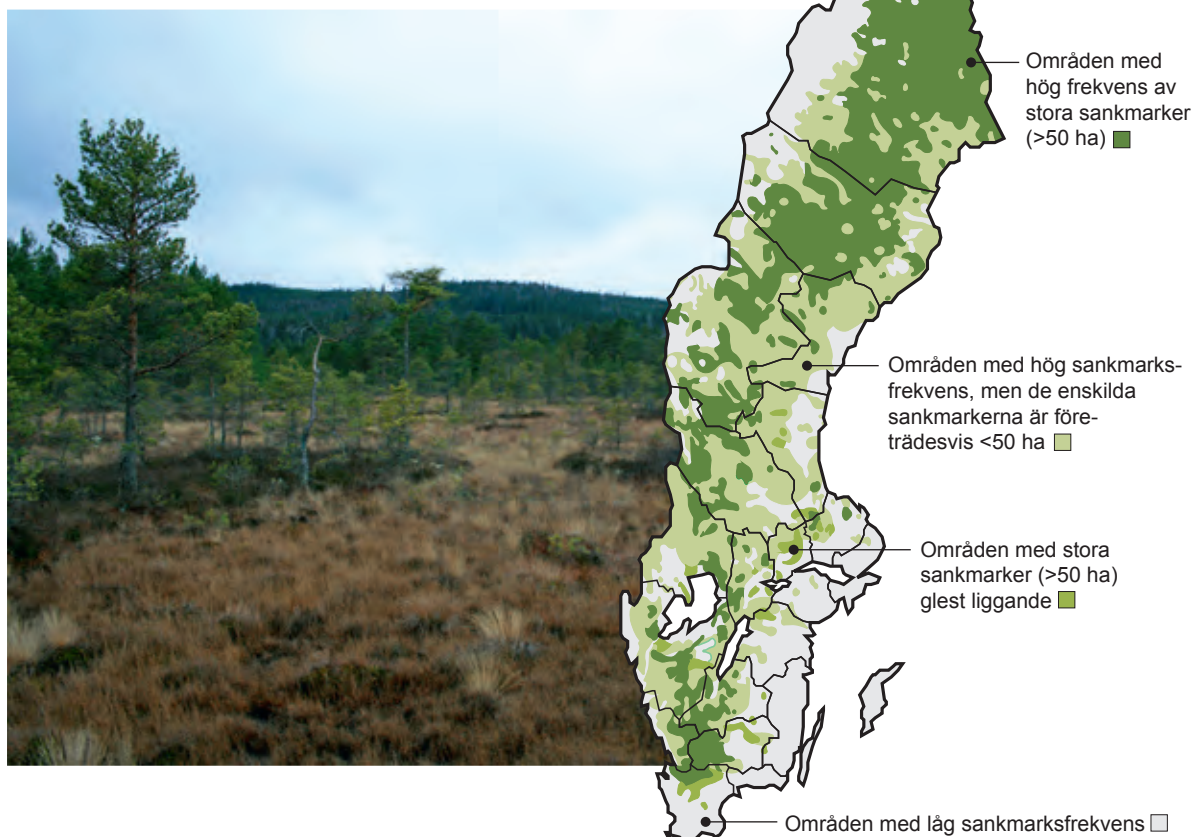 Områden med
hög frekvens av
stora sankmarker
(>50 ha)
Områden med hög sankmarks-
frekvens, men de enskilda
sankmarkerna är före-
trädesvis <50 ha
Områden med stora
sankmarker (>50 ha)
glest liggande
Områden med låg sankmarksfrekvens